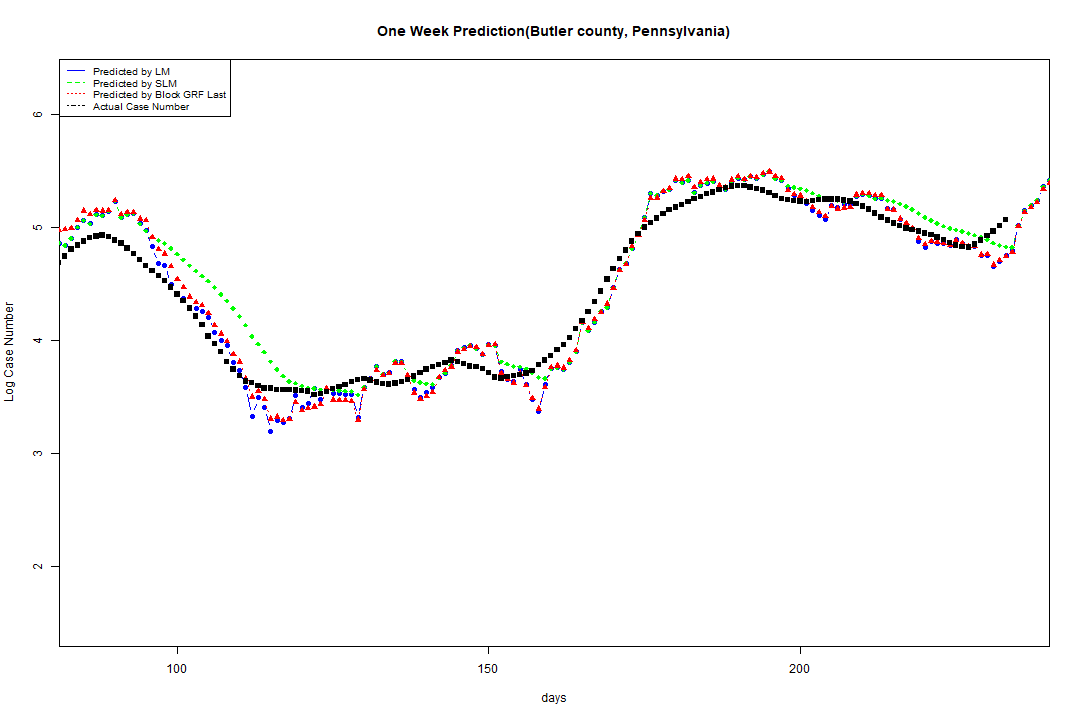 One Week Prediction(Butler county, Pennsylvania)
Predicted by LM
Predicted by SLM
Predicted by Block GRF Last
Actual Case Number
6
5
4
3
2
Log Case Number
100 150 200
days